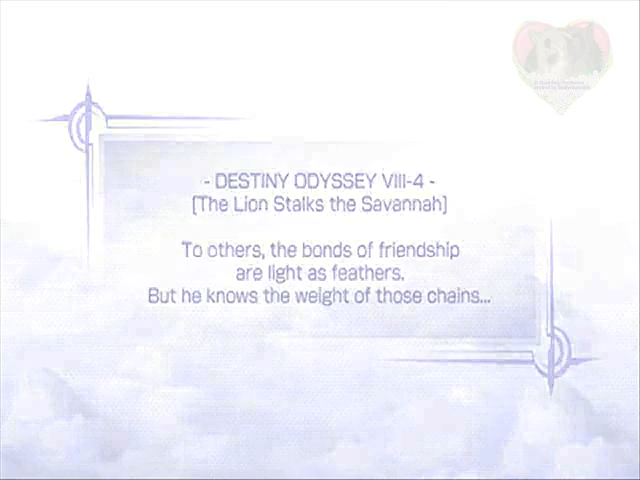 - DESTINY ODYSSEY VIII-4 -
[The Lion Stalks the Savannah]
To others, the bonds of friendship
are light as feathers.
But he knows the weight of those chains...